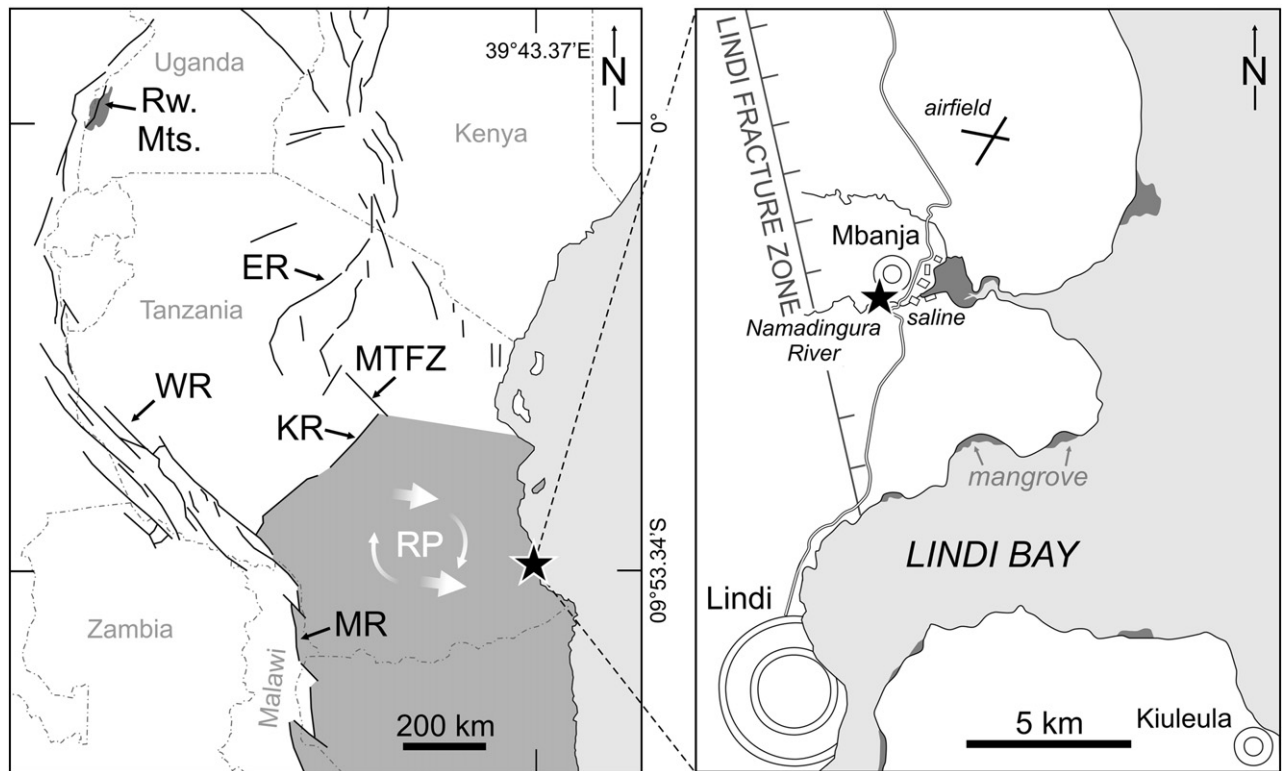 39°43.37'E
N
Uganda
Rw.
Mts.
Kenya
0°
ER
Tanzania
MTFZ
WR
KR
RP
09°53.34'S
Zambia
MR
Malawi
200 km
LINDI FRACTURE ZONE
N
airfield
Mbanja
saline
Namadingura
River
mangrove
LINDI BAY
Lindi
5 km
Kiuleula